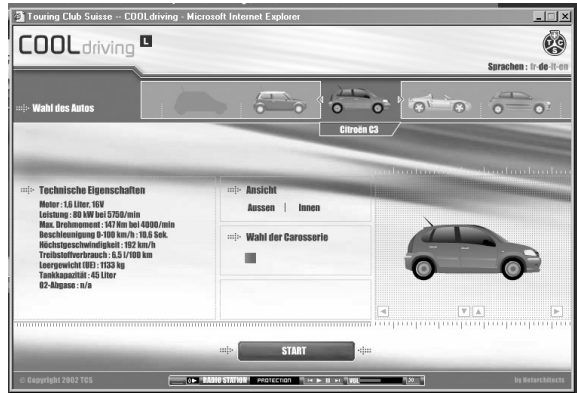 Touring Club Suisse -- COOLdriving - Microsoft Internet Explorer
COOLdriving L
TCS
Sprachen : fr-de-it-en
Wahl des Autos
Citroën C3
Technische Eigenschaften
Motor : 1,6 Liter, 16V
Leistung : 80 kW bei 5750/min
Max. Drehmoment : 147 Nm bei 4000/min
Beschleunigung 0-100 km/h : 10,6 Sek.
Höchstgeschwindigkeit : 192 km/h
Treibstoffverbrauch : 6,5 l/100 km
Leergewicht (UE) : 1133 kg
Tankkapazität : 45 Liter
O2-Abgase : n/a
Ansicht
Aussen | Innen
Wahl der Carosserie
START
© Copyright 2002 TCS
RADIO STATION PROTECTION VOL 30
by Netarchitects